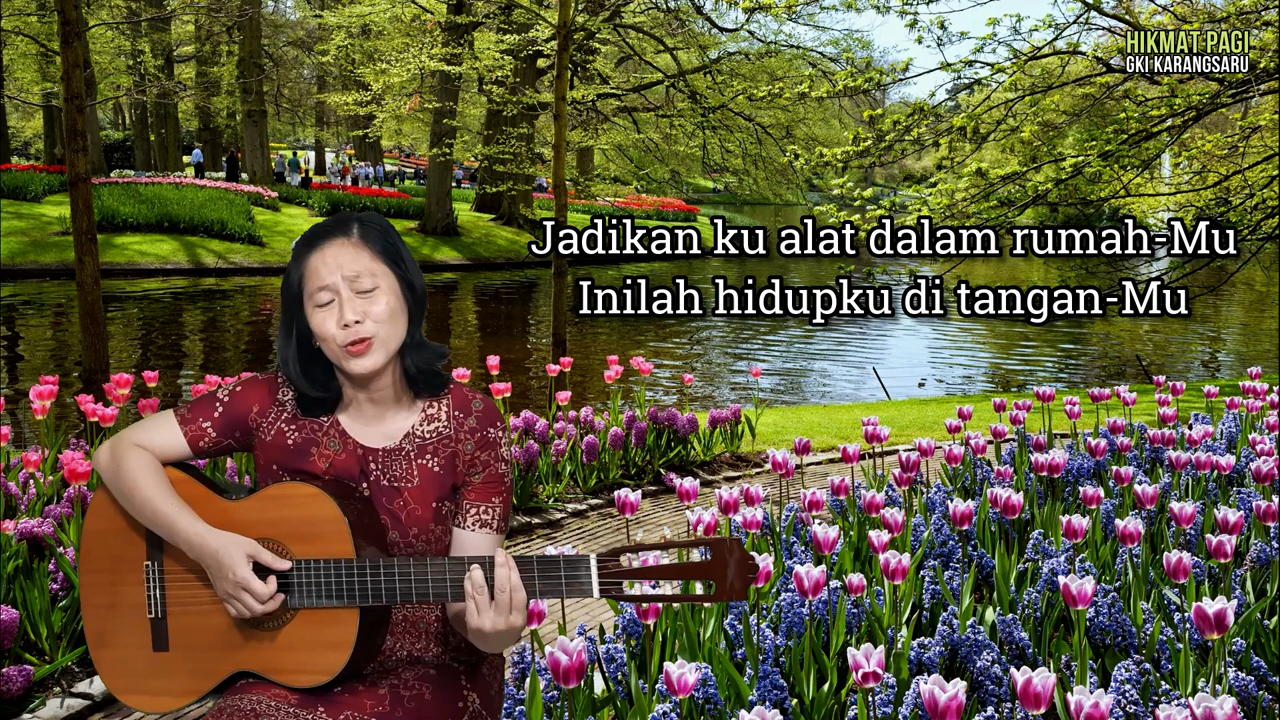 HIKMAT PAGI
GKI KARANGSARU
Jadikan ku alat dalam rumah-Mu
Inilah hidupku di tangan-Mu